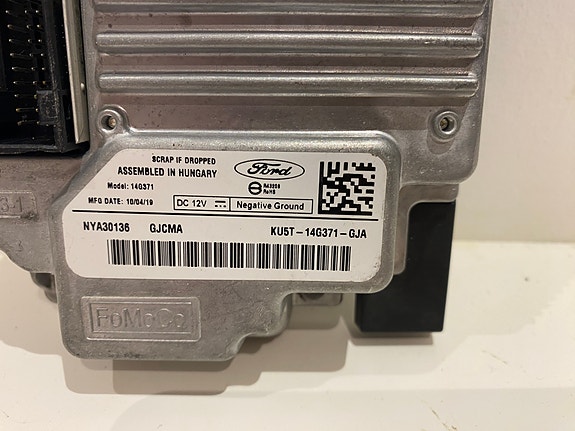 SCRAP IF DROPPED
ASSEMBLED IN HUNGARY
Ford
Model: 14G371
RoHS
MFG DATE: 10/04/19
DC 12V Negative Ground
NYA30136 GJCMA KU5T-14G371-GJA
FoMoCo